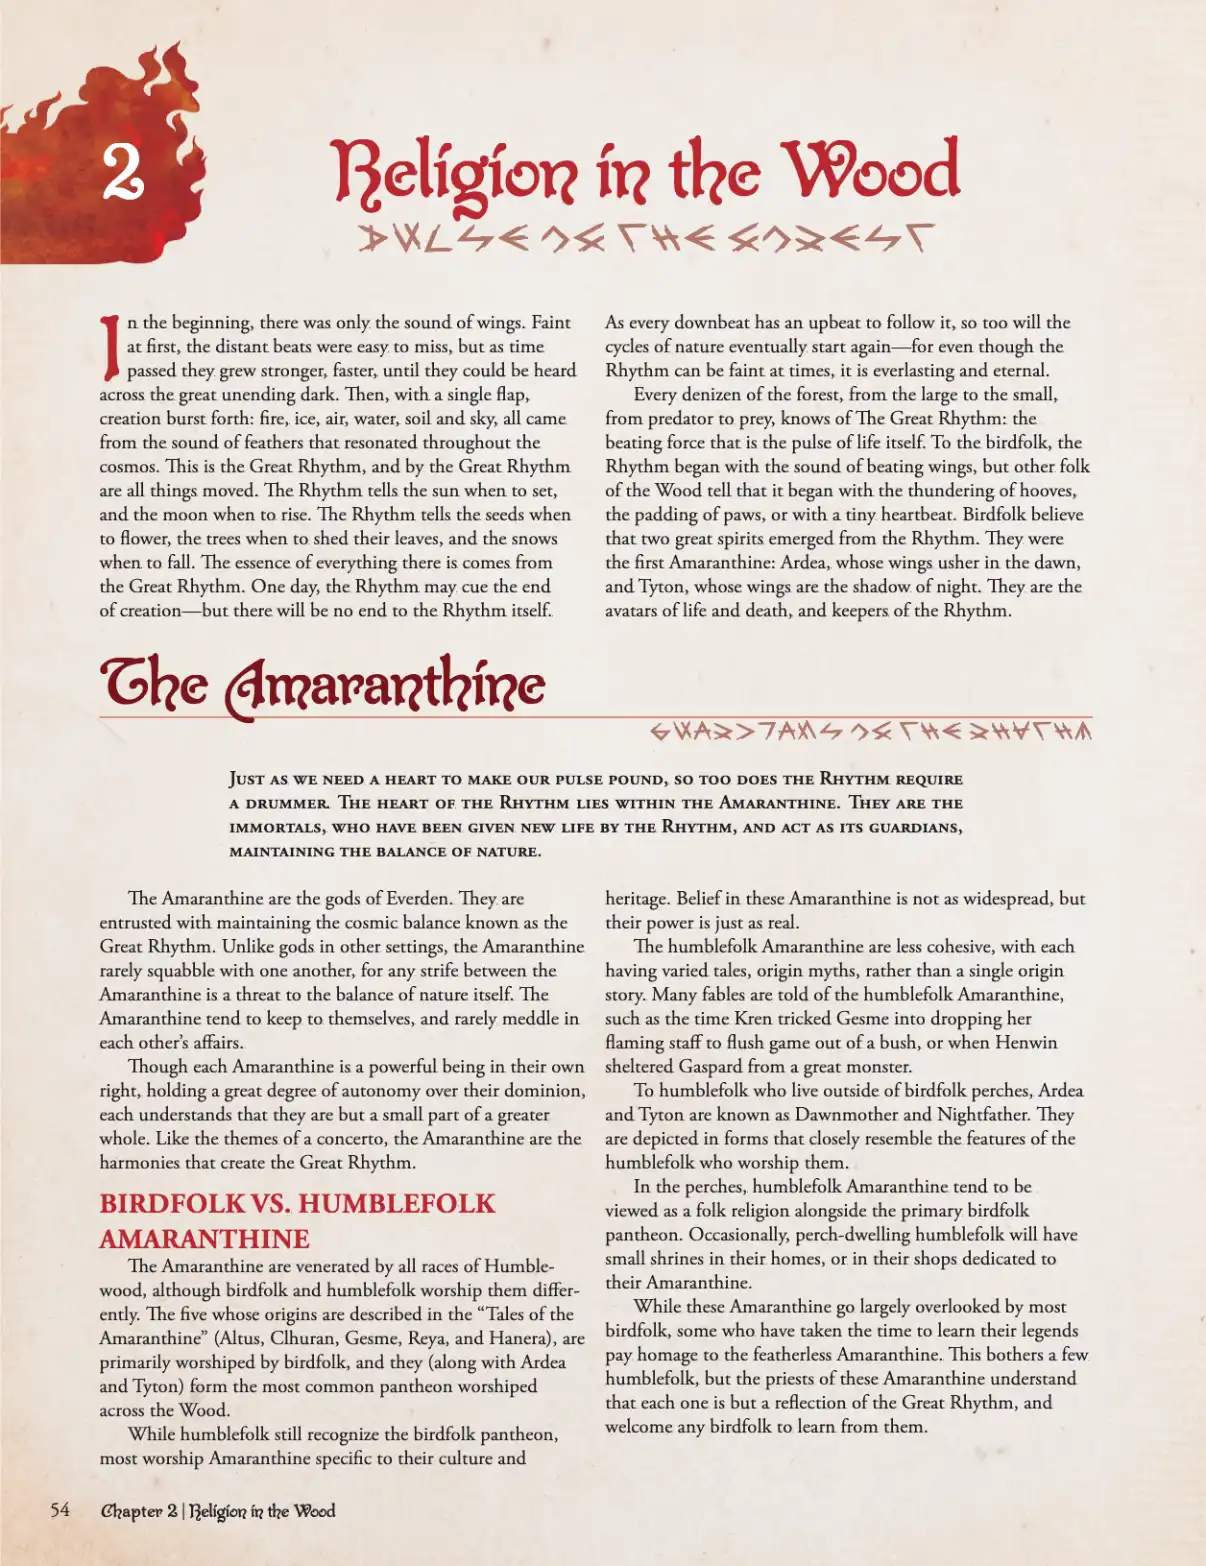 2
Religion in the Wood
In the beginning, there was only the sound of wings. Faint
at first, the distant beats were easy to miss, but as time
passed they grew stronger, faster, until they could be heard
across the great unending dark. Then, with a single flap,
creation burst forth: fire, ice, air, water, soil and sky, all came
from the sound of feathers that resonated throughout the
cosmos. This is the Great Rhythm, and by the Great Rhythm
are all things moved. The Rhythm tells the sun when to set,
and the moon when to rise. The Rhythm tells the seeds when
to flower, the trees when to shed their leaves, and the snows
when to fall. The essence of everything there is comes from
the Great Rhythm. One day, the Rhythm may cue the end
of creation—but there will be no end to the Rhythm itself.
As every downbeat has an upbeat to follow it, so too will the
cycles of nature eventually start again—for even though the
Rhythm can be faint at times, it is everlasting and eternal.
Every denizen of the forest, from the large to the small,
from predator to prey, knows of The Great Rhythm: the
beating force that is the pulse of life itself. To the birdfolk, the
Rhythm began with the sound of beating wings, but other folk
of the Wood tell that it began with the thundering of hooves,
the padding of paws, or with a tiny heartbeat. Birdfolk believe
that two great spirits emerged from the Rhythm. They were
the first Amaranthine: Ardea, whose wings usher in the dawn,
and Tyton, whose wings are the shadow of night. They are the
avatars of life and death, and keepers of the Rhythm.
The Amaranthine
Just as we need a heart to make our pulse pound, so too does the Rhythm require
a drummer. The heart of the Rhythm lies within the Amaranthine. They are the
immortals, who have been given new life by the Rhythm, and act as its guardians,
maintaining the balance of nature.
The Amaranthine are the gods of Everden. They are
entrusted with maintaining the cosmic balance known as the
Great Rhythm. Unlike gods in other settings, the Amaranthine
rarely squabble with one another, for any strife between the
Amaranthine is a threat to the balance of nature itself. The
Amaranthine tend to keep to themselves, and rarely meddle in
each other's affairs.
Though each Amaranthine is a powerful being in their own
right, holding a great degree of autonomy over their dominion,
each understands that they are but a small part of a greater
whole. Like the themes of a concerto, the Amaranthine are the
harmonies that create the Great Rhythm.
BIRDFOLK VS. HUMBLEFOLK
AMARANTHINE
The Amaranthine are venerated by all races of Humble-
wood, although birdfolk and humblefolk worship them differ-
ently. The five whose origins are described in the "Tales of the
Amaranthine" (Altus, Clhuran, Gesme, Reya, and Hanera), are
primarily worshiped by birdfolk, and they (along with Ardea
and Tyton) form the most common pantheon worshiped
across the Wood.
While humblefolk still recognize the birdfolk pantheon,
most worship Amaranthine specific to their culture and
heritage. Belief in these Amaranthine is not as widespread, but
their power is just as real.
The humblefolk Amaranthine are less cohesive, with each
having varied tales, origin myths, rather than a single origin
story. Many fables are told of the humblefolk Amaranthine,
such as the time Kren tricked Gesme into dropping her
flaming staff to flush game out of a bush, or when Henwin
sheltered Gaspard from a great monster.
To humblefolk who live outside of birdfolk perches, Ardea
and Tyton are known as Dawnmother and Nightfather. They
are depicted in forms that closely resemble the features of the
humblefolk who worship them.
In the perches, humblefolk Amaranthine tend to be
viewed as a folk religion alongside the primary birdfolk
pantheon. Occasionally, perch-dwelling humblefolk will have
small shrines in their homes, or in their shops dedicated to
their Amaranthine.
While these Amaranthine go largely overlooked by most
birdfolk, some who have taken the time to learn their legends
pay homage to the featherless Amaranthine. This bothers a few
humblefolk, but the priests of these Amaranthine understand
that each one is but a reflection of the Great Rhythm, and
welcome any birdfolk to learn from them.
54 Chapter 2 | Religion in the Wood